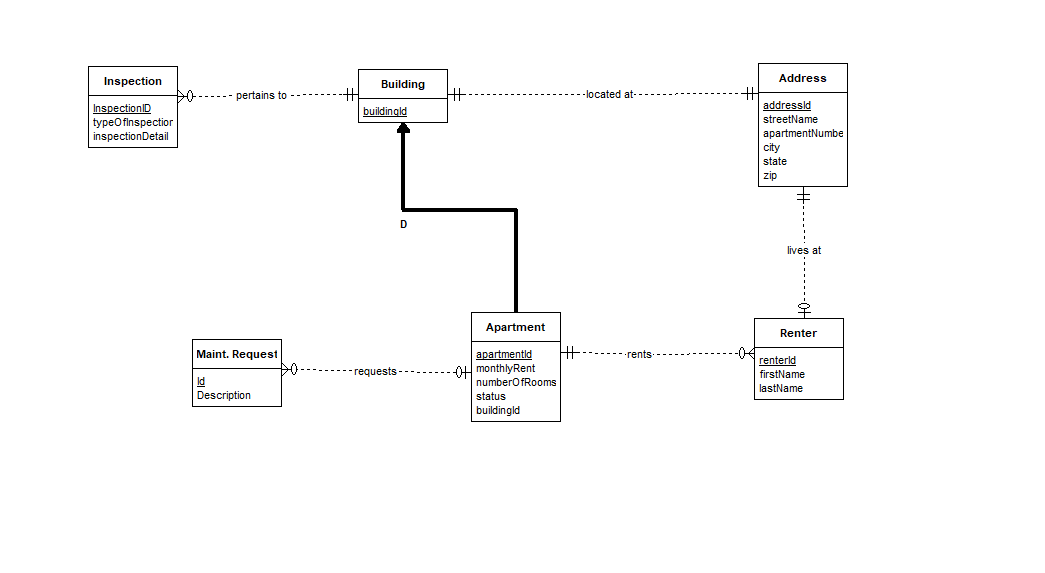 Inspection
InspectionID
typeOfInspection
inspectionDetail
pertains to
Building
buildingId
located at
Address
addressId
streetName
apartmentNumbe
city
state
zip
lives at
D
Maint. Request
Id
Description
requests
Apartment
apartmentId
monthlyRent
numberOfRooms
status
buildingId
rents
Renter
renterId
firstName
lastName